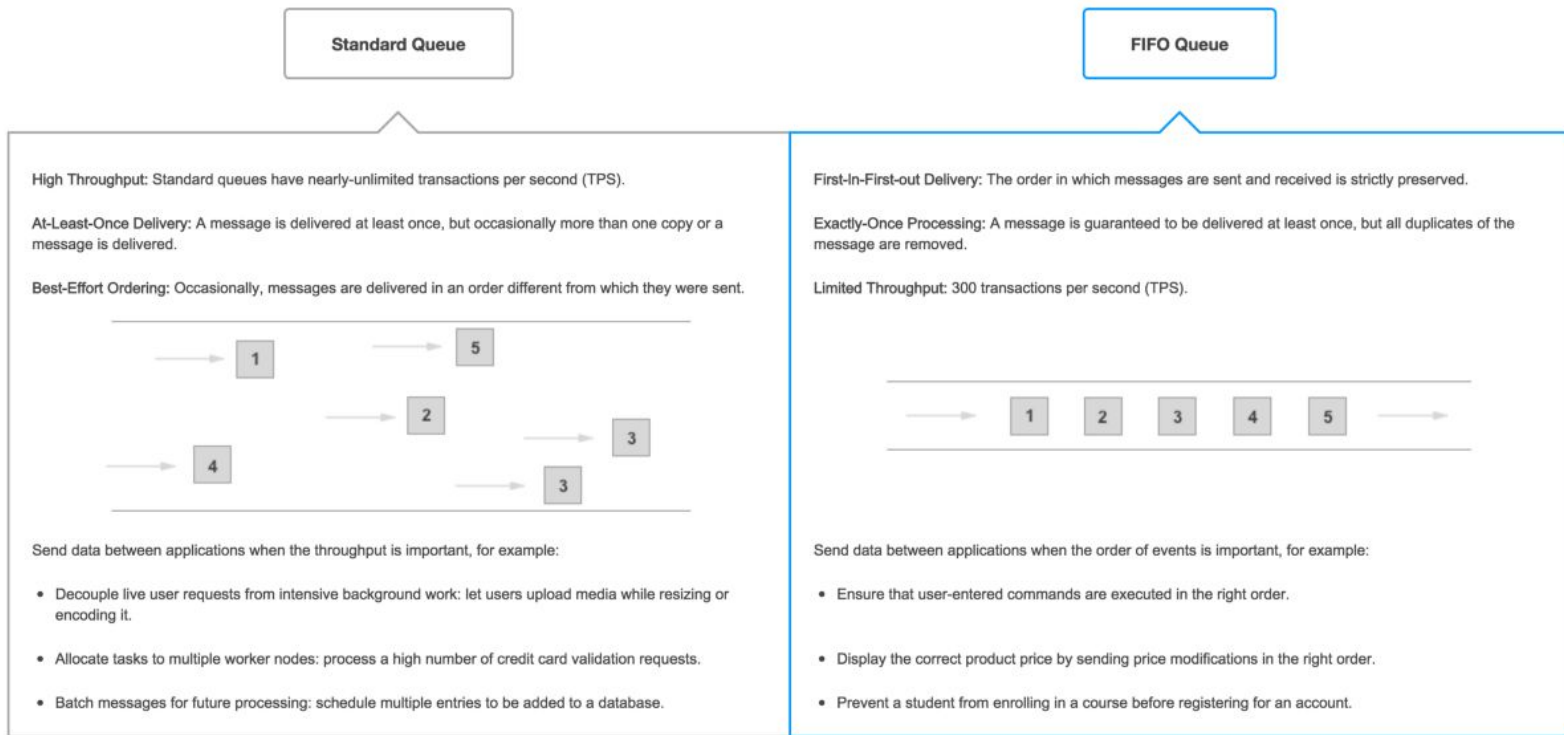 Standard Queue
High Throughput: Standard queues have nearly-unlimited transactions per second (TPS).
At-Least-Once Delivery: A message is delivered at least once, but occasionally more than one copy or a
message is delivered.
Best-Effort Ordering: Occasionally, messages are delivered in an order different from which they were sent.
1
5
2
3
4
3
Send data between applications when the throughput is important, for example:
• Decouple live user requests from intensive background work: let users upload media while resizing or
encoding it.
• Allocate tasks to multiple worker nodes: process a high number of credit card validation requests.
• Batch messages for future processing: schedule multiple entries to be added to a database.
FIFO Queue
First-In-First-out Delivery: The order in which messages are sent and received is strictly preserved.
Exactly-Once Processing: A message is guaranteed to be delivered at least once, but all duplicates of the
message are removed.
Limited Throughput: 300 transactions per second (TPS).
1 2 3 4 5
Send data between applications when the order of events is important, for example:
• Ensure that user-entered commands are executed in the right order.
• Display the correct product price by sending price modifications in the right order.
• Prevent a student from enrolling in a course before registering for an account.